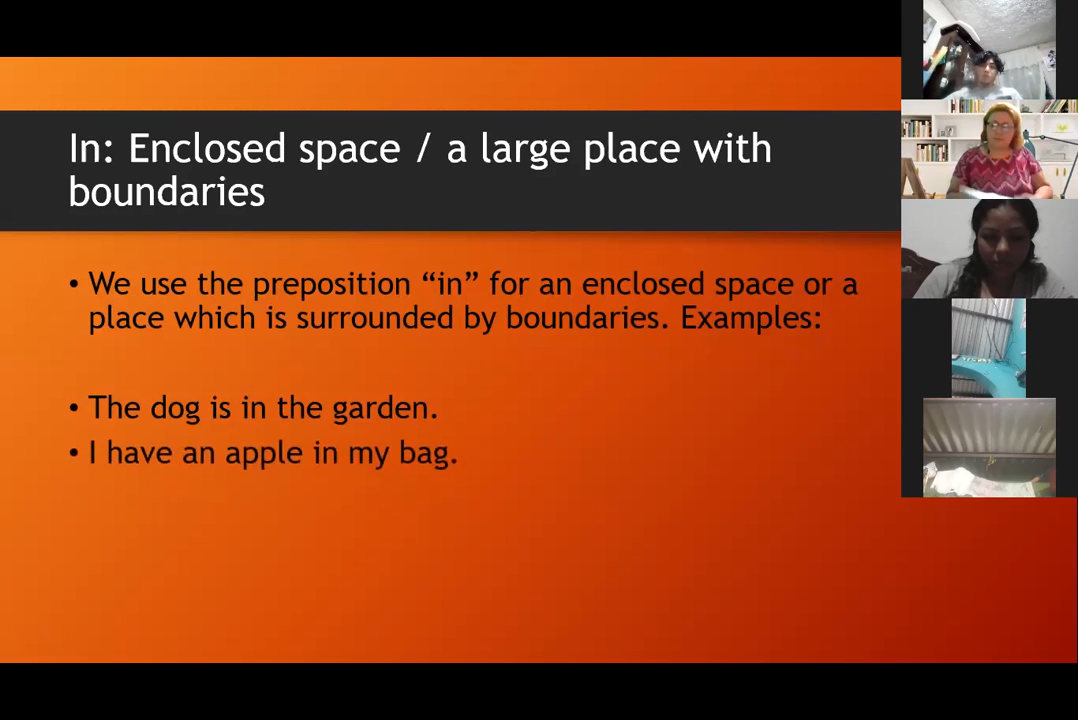 In: Enclosed space / a large place with
boundaries
• We use the preposition “in” for an enclosed space or a
place which is surrounded by boundaries. Examples:
• The dog is in the garden.
• I have an apple in my bag.